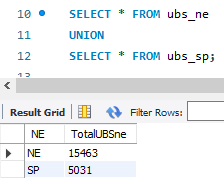 10 SELECT * FROM ubs_ne
11 UNION
12 SELECT * FROM ubs_sp;
Result Grid Filter Rows:
NE TotalUBSne
NE 15463
SP 5031